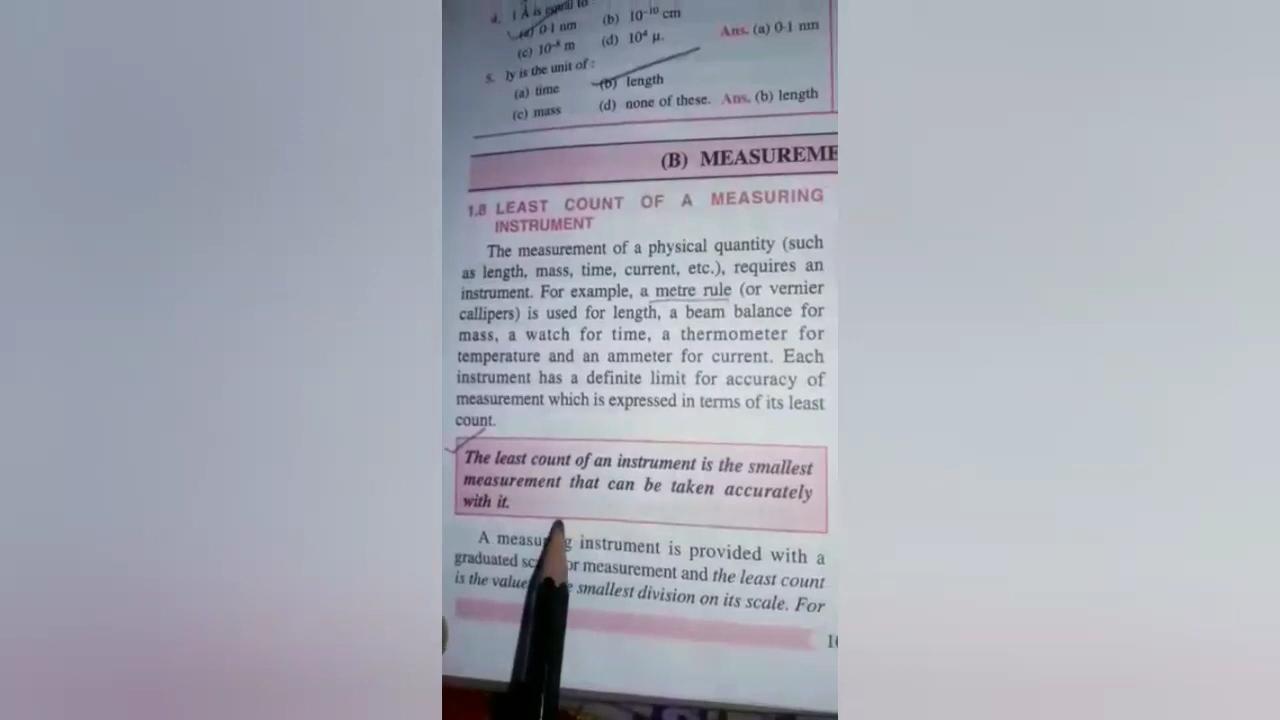 4. 1 Å is equal to
(a) 0·1 nm (b) 10⁻¹⁰ cm
(c) 10⁻⁸ m (d) 10⁴ μ. Ans. (a) 0·1 nm
5. ly is the unit of :
(a) time (b) length
(c) mass (d) none of these. Ans. (b) length
(B) MEASUREME
1.8 LEAST COUNT OF A MEASURING
INSTRUMENT
The measurement of a physical quantity (such
as length, mass, time, current, etc.), requires an
instrument. For example, a metre rule (or vernier
callipers) is used for length, a beam balance for
mass, a watch for time, a thermometer for
temperature and an ammeter for current. Each
instrument has a definite limit for accuracy of
measurement which is expressed in terms of its least
count.
The least count of an instrument is the smallest
measurement that can be taken accurately
with it.
A measuring instrument is provided with a
graduated or measurement and the least count
is the value smallest division on its scale. For